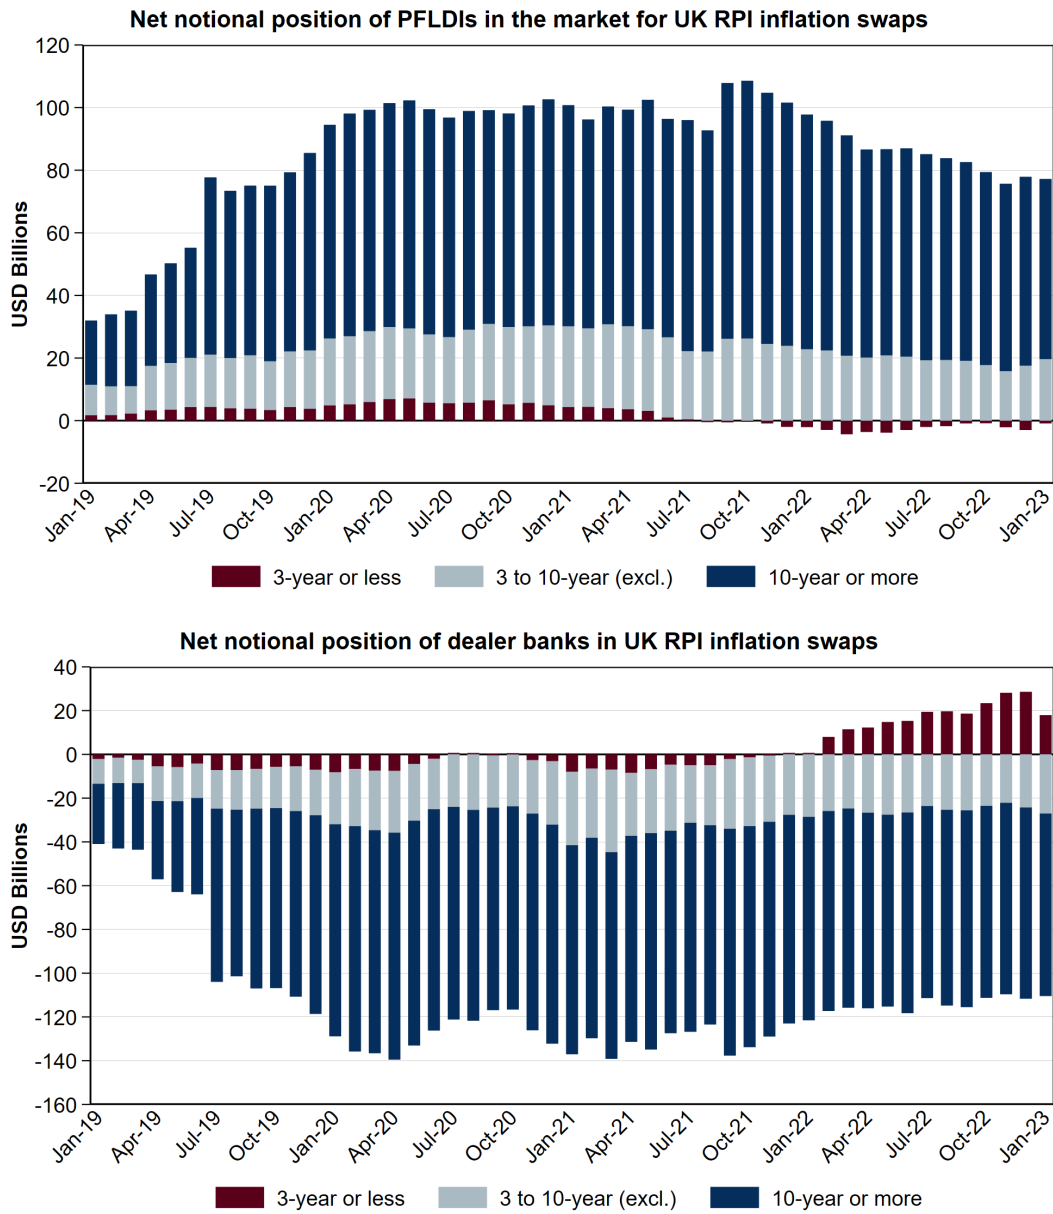 Net notional position of PFLDIs in the market for UK RPI inflation swaps
120
100
80
60
40
20
0
-20
USD Billions
Jan-19 Apr-19 Jul-19 Oct-19 Jan-20 Apr-20 Jul-20 Oct-20 Jan-21 Apr-21 Jul-21 Oct-21 Jan-22 Apr-22 Jul-22 Oct-22 Jan-23
3-year or less 3 to 10-year (excl.) 10-year or more
Net notional position of dealer banks in UK RPI inflation swaps
40
20
0
-20
-40
-60
-80
-100
-120
-140
-160
USD Billions
Jan-19 Apr-19 Jul-19 Oct-19 Jan-20 Apr-20 Jul-20 Oct-20 Jan-21 Apr-21 Jul-21 Oct-21 Jan-22 Apr-22 Jul-22 Oct-22 Jan-23
3-year or less 3 to 10-year (excl.) 10-year or more